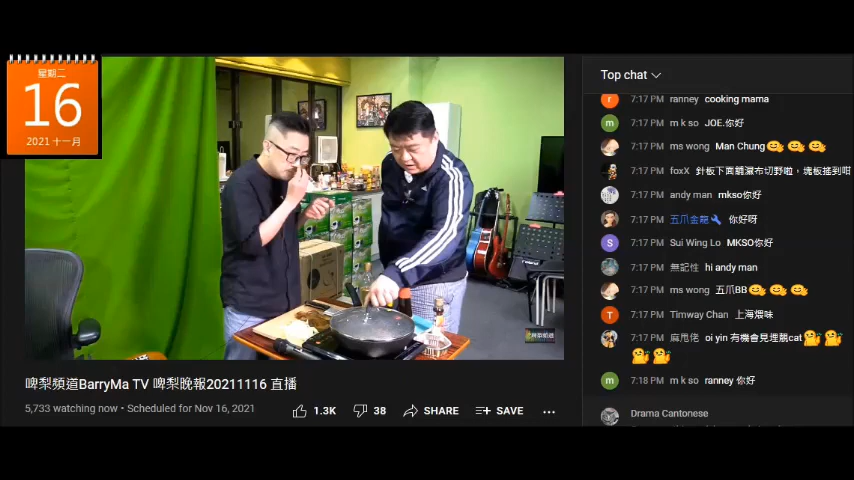 星期二
16
2021 十一月
Top chat
7:17 PM ranney cooking mama
7:17 PM m k so JOE.你好
7:17 PM ms wong Man Chung
7:17 PM foxX 針板下面鋪濕布切野啦，塊板搖到咁
7:17 PM andy man mkso你好
7:17 PM 五爪金龍 你好呀
7:17 PM Sui Wing Lo MKSO你好
7:17 PM 無記性 hi andy man
7:17 PM ms wong 五爪BB
7:17 PM Timway Chan 上海煨味
7:17 PM 麻甩 oi yin 有機會見埋靚cat
7:18 PM m k so ranney 你好
Drama Cantonese
啤梨頻道BarryMa TV 啤梨晚報20211116 直播
5,733 watching now • Scheduled for Nov 16, 2021
1.3K
38
SHARE
SAVE